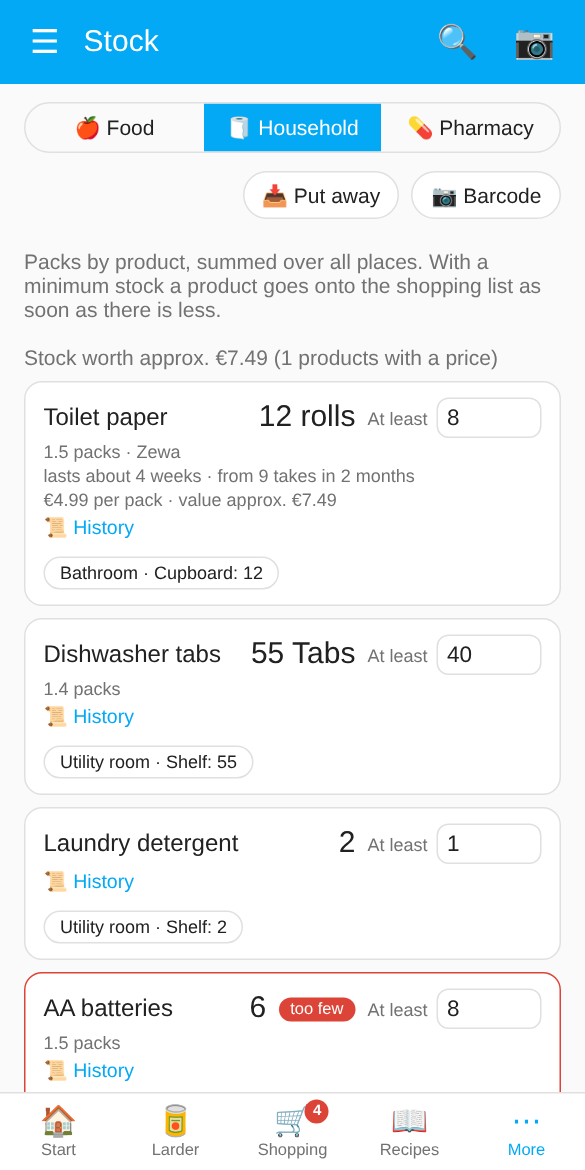 ☰ Stock 🔍 📷
🍎 Food 🧻 Household 💊 Pharmacy
📥 Put away 📷 Barcode
Packs by product, summed over all places. With a
minimum stock a product goes onto the shopping list as
soon as there is less.
Stock worth approx. €7.49 (1 products with a price)
Toilet paper 12 rolls At least 8
1.5 packs · Zewa
lasts about 4 weeks · from 9 takes in 2 months
€4.99 per pack · value approx. €7.49
📜 History
Bathroom · Cupboard: 12
Dishwasher tabs 55 Tabs At least 40
1.4 packs
📜 History
Utility room · Shelf: 55
Laundry detergent 2 At least 1
📜 History
Utility room · Shelf: 2
AA batteries 6 too few At least 8
1.5 packs
📜 History
4
Start Larder Shopping Recipes More